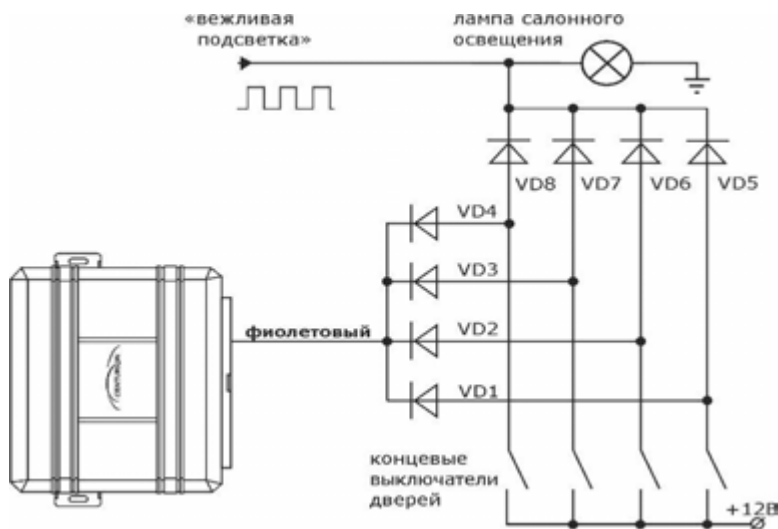 «вежливая
подсветка»
лампа салонного
освещения
VD8
VD7
VD6
VD5
VD4
VD3
фиолетовый
VD2
VD1
концевые
выключатели
дверей
+12В